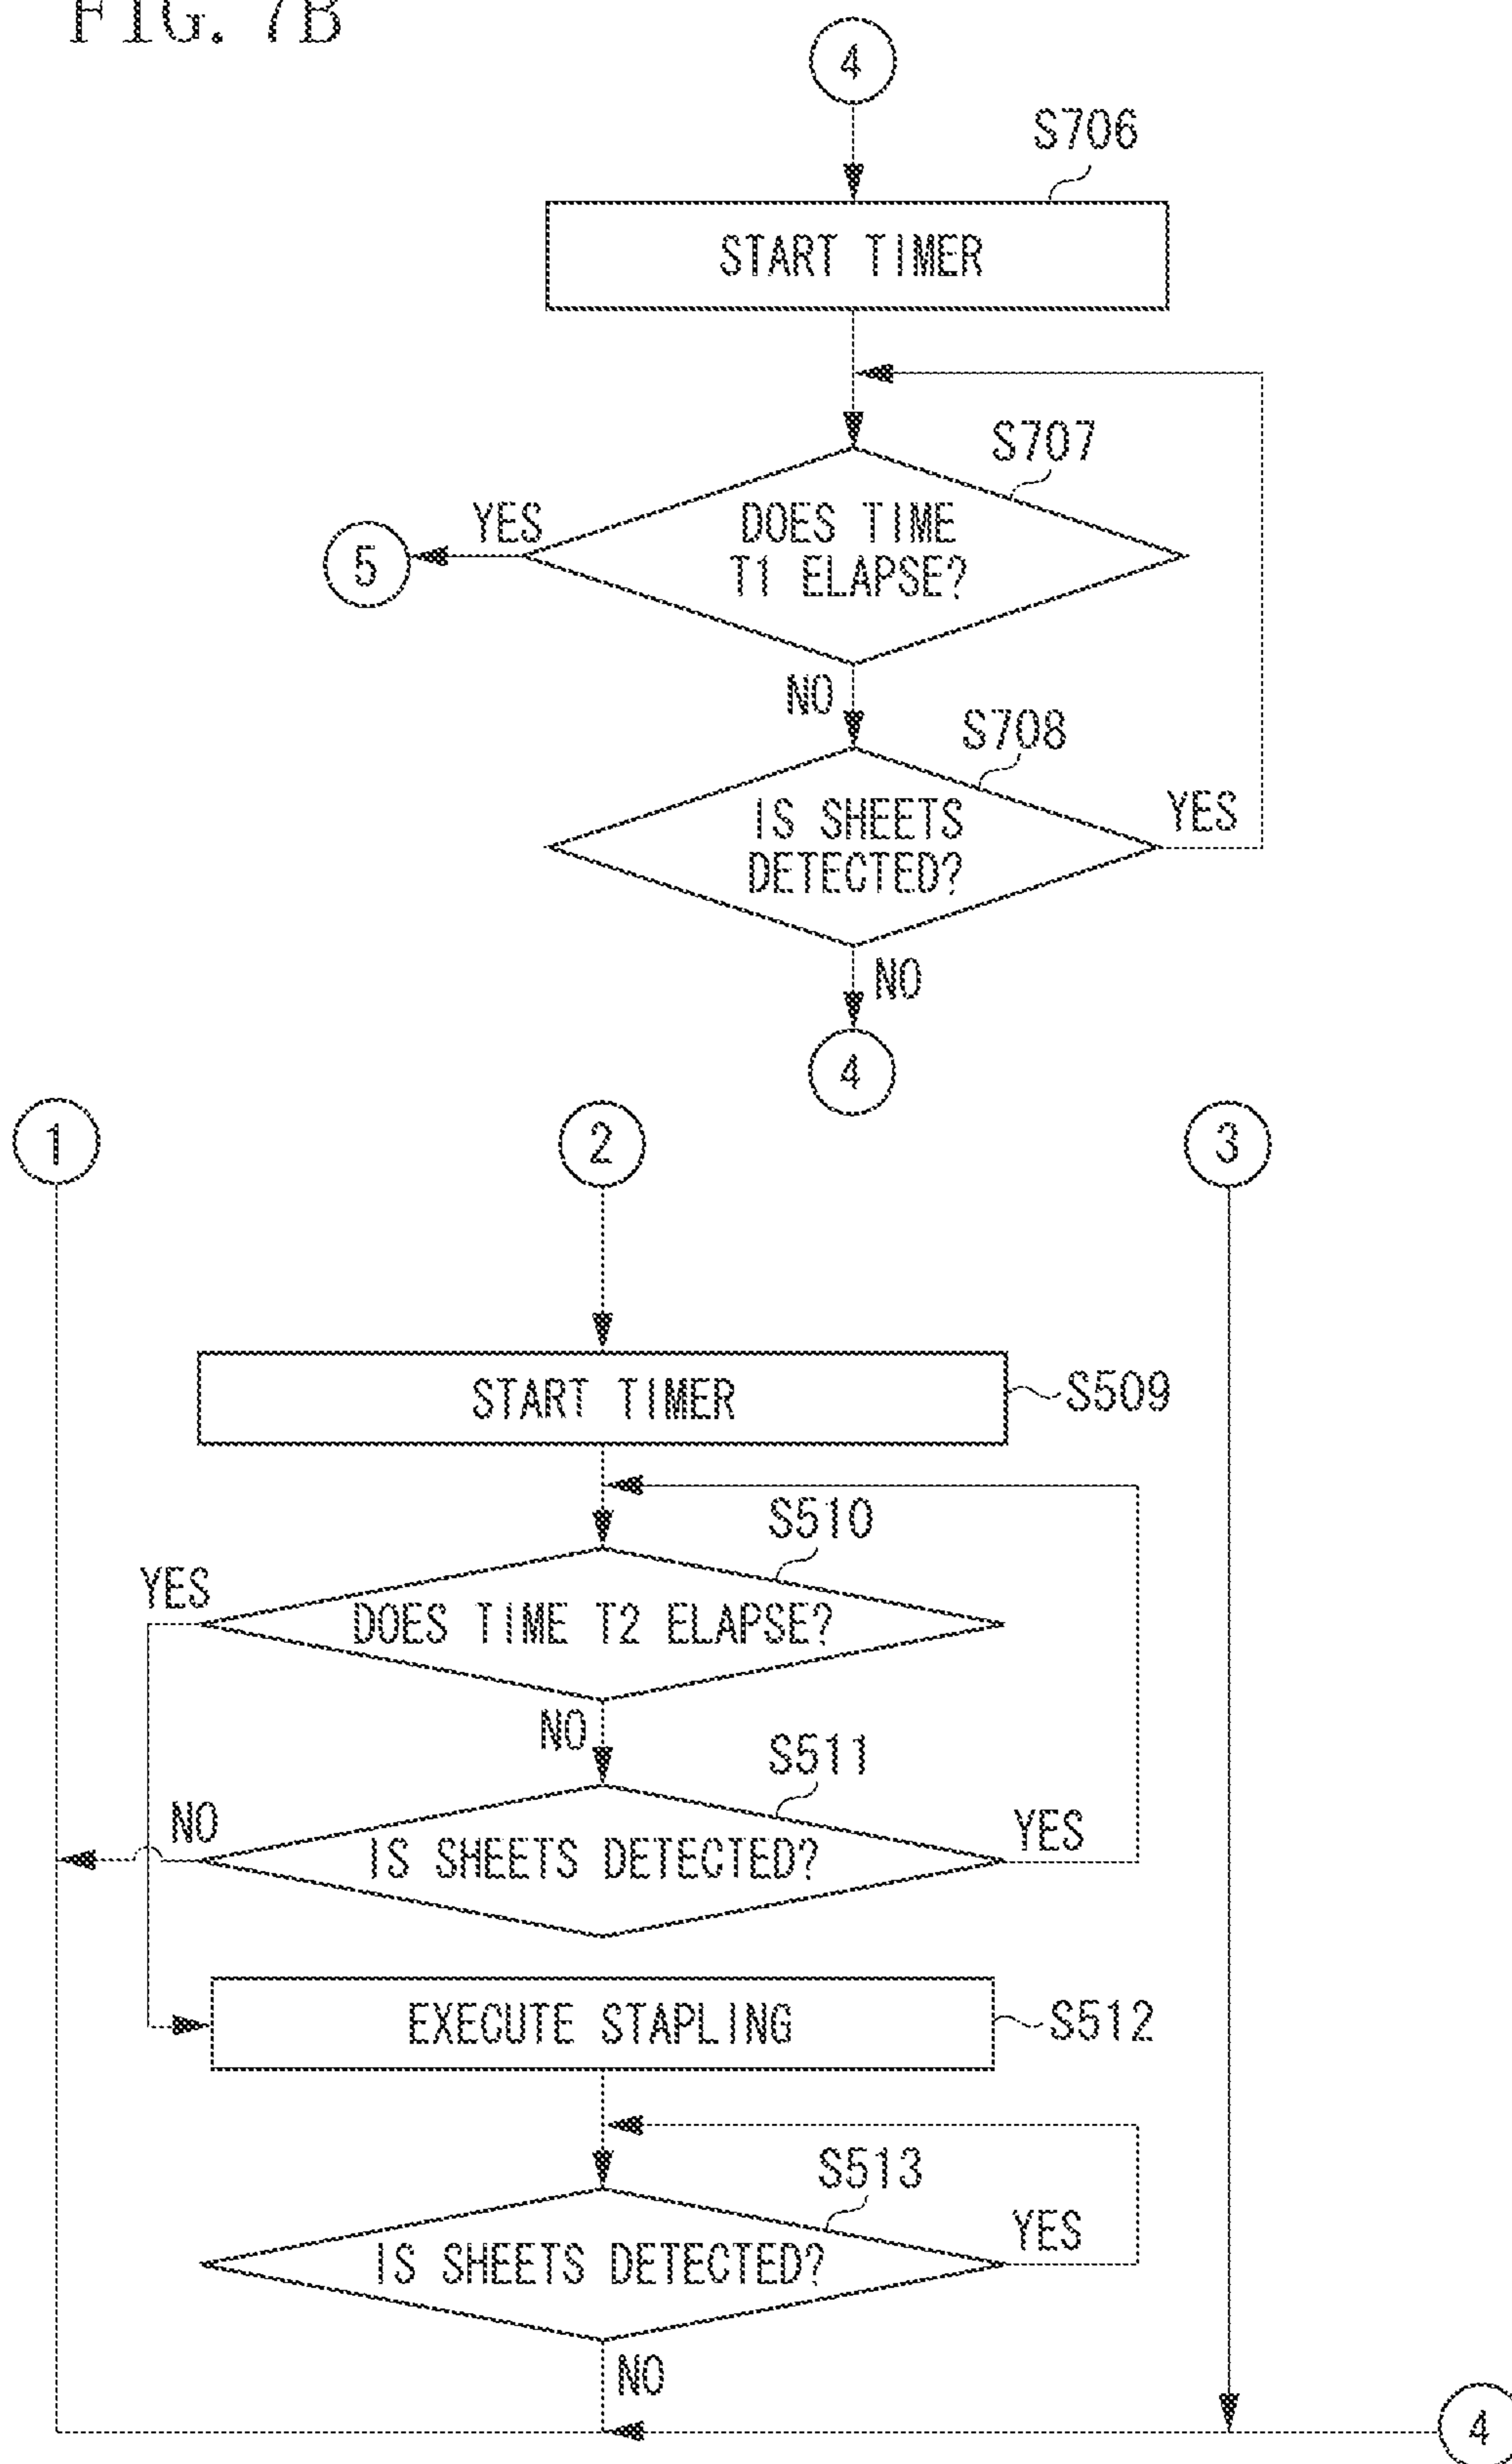 FIG. 7B
4
S706
START TIMER
S707
YES
DOES TIME
T1 ELAPSE?
5
NO
S708
IS SHEETS
DETECTED?
YES
NO
4
1
2
3
START TIMER
S509
S510
YES
DOES TIME T2 ELAPSE?
NO
S511
NO
IS SHEETS DETECTED?
YES
EXECUTE STAPLING
S512
S513
IS SHEETS DETECTED?
YES
NO
4